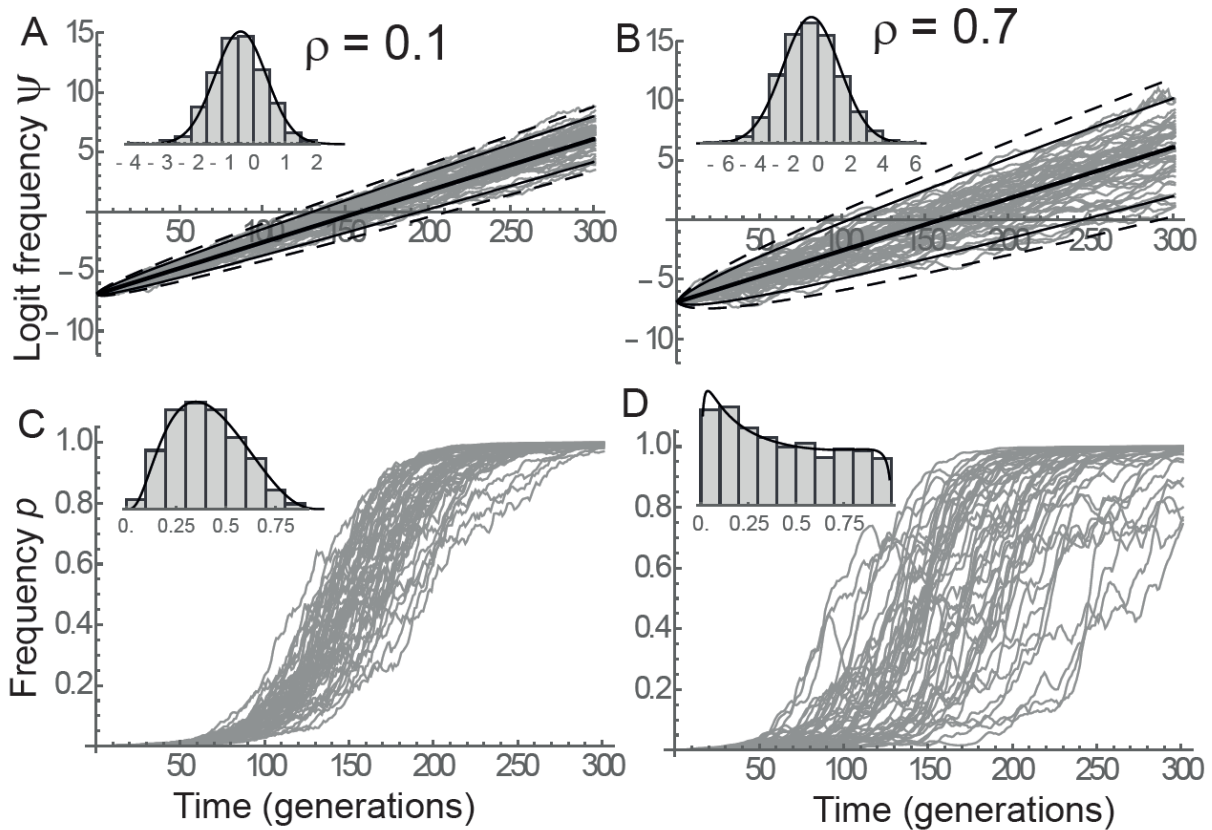 A
ρ = 0.1
Logit frequency ψ
15
10
5
-5
-10
-4 -3 -2 -1 0 1 2
50 100 150 200 250 300
B
ρ = 0.7
15
10
5
-5
-10
-6 -4 -2 0 2 4 6
50 100 150 200 250 300
C
Frequency p
1.0
0.8
0.6
0.4
0.2
0. 0.25 0.5 0.75
50 100 150 200 250 300
Time (generations)
D
1.0
0.8
0.6
0.4
0.2
0. 0.25 0.5 0.75
50 100 150 200 250 300
Time (generations)